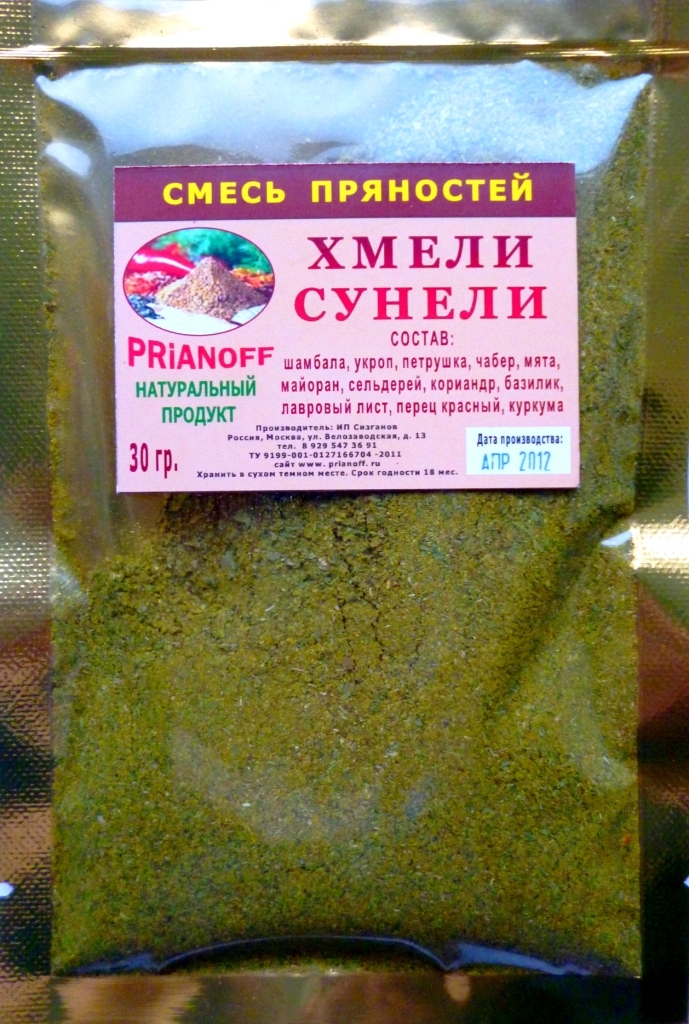 СМЕСЬ ПРЯНОСТЕЙ
ХМЕЛИ
СУНЕЛИ
PRiANOFF
НАТУРАЛЬНЫЙ
ПРОДУКТ
СОСТАВ:
шамбала, укроп, петрушка, чабер, мята,
майоран, сельдерей, кориандр, базилик,
лавровый лист, перец красный, куркума
30 гр.
Производитель: ИП Сизганов
Россия, Москва, ул. Велозаводская, д. 13
тел. 8 929 547 36 91
ТУ 9199-001-0127166704 -2011
сайт www. prianoff. ru
Хранить в сухом темном месте. Срок годности 18 мес.
Дата производства:
АПР 2012